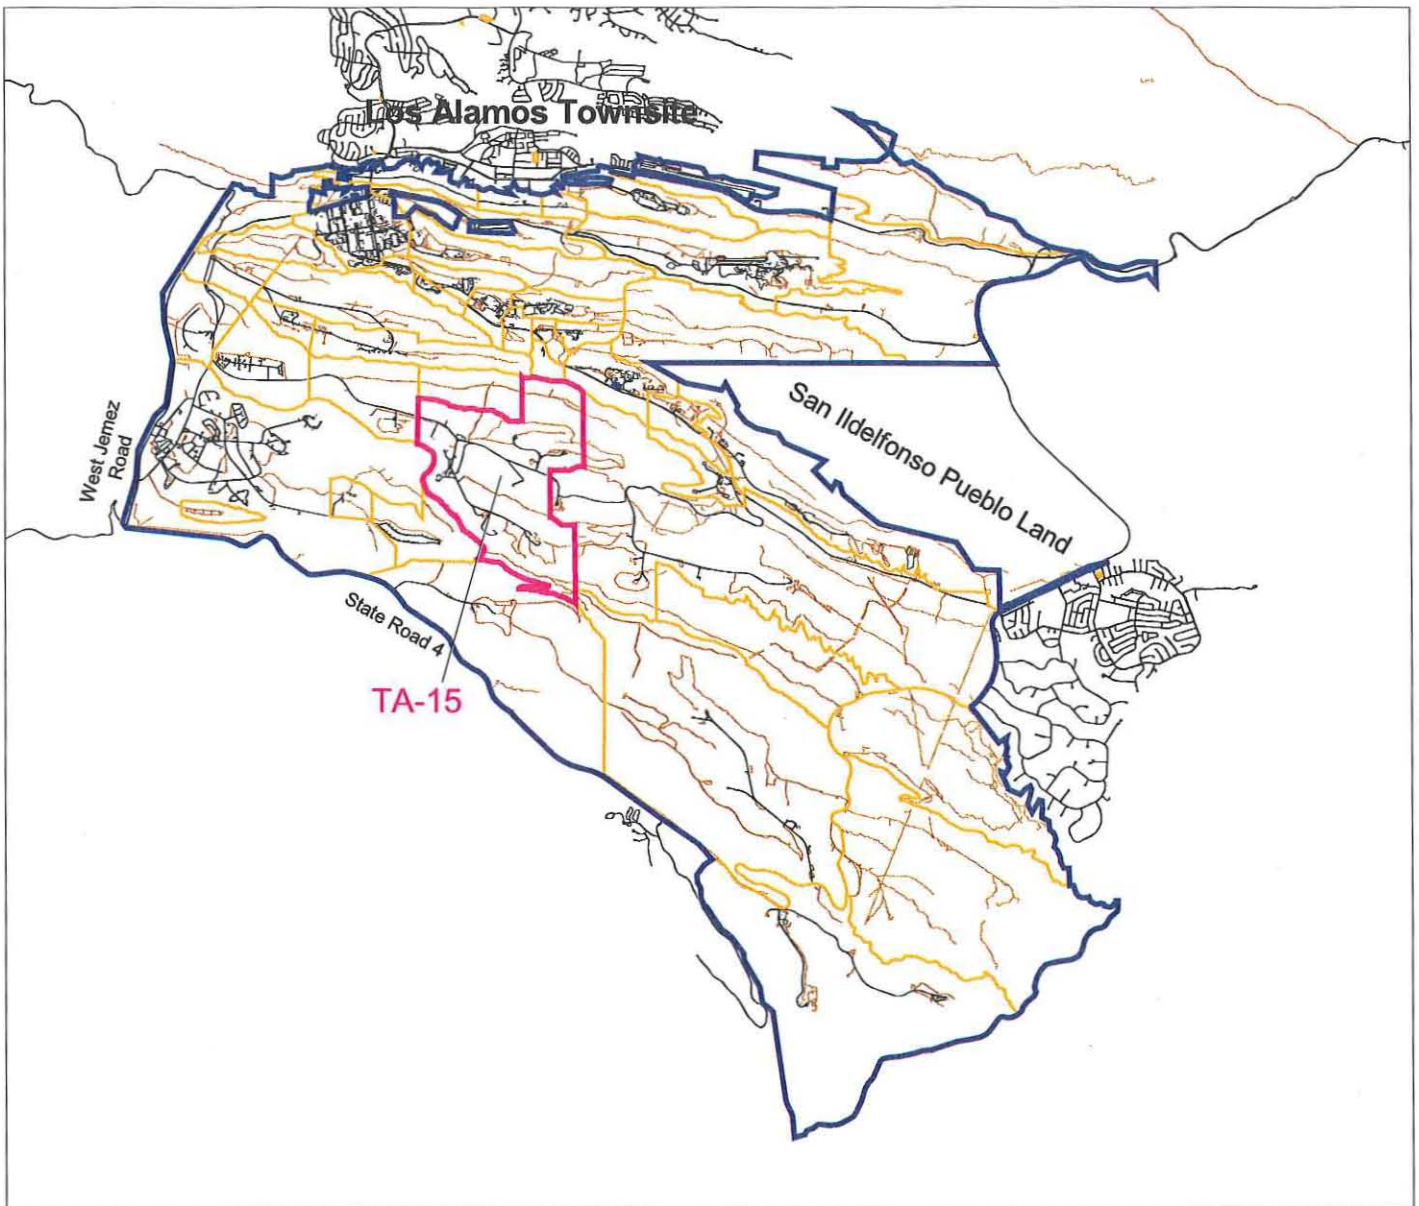 Los Alamos Townsite
San Ildelfonso Pueblo Land
West Jemez
Road
State Road 4
TA-15